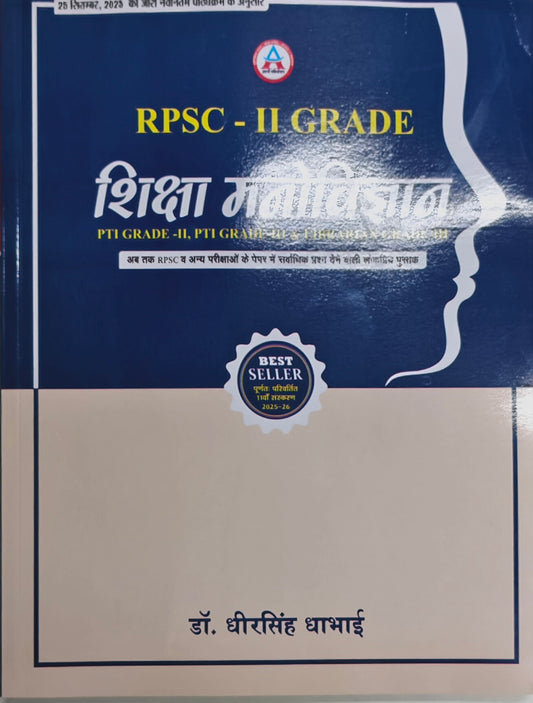 25 सितम्बर, 2025 को जारी नवीनतम पाठ्यक्रम के अनुसार
RPSC - II GRADE
शिक्षा मनोविज्ञान
PTI GRADE -II, PTI GRADE-III & LIBRARIAN GRADE-III
अब तक RPSC व अन्य परीक्षाओं के पेपर में सर्वाधिक प्रश्न देने वाली लोकप्रिय पुस्तक
BEST
SELLER
पूर्णतः परिवर्तित
11वाँ संस्करण
2025-26
डॉ. धीरसिंह धाभाई